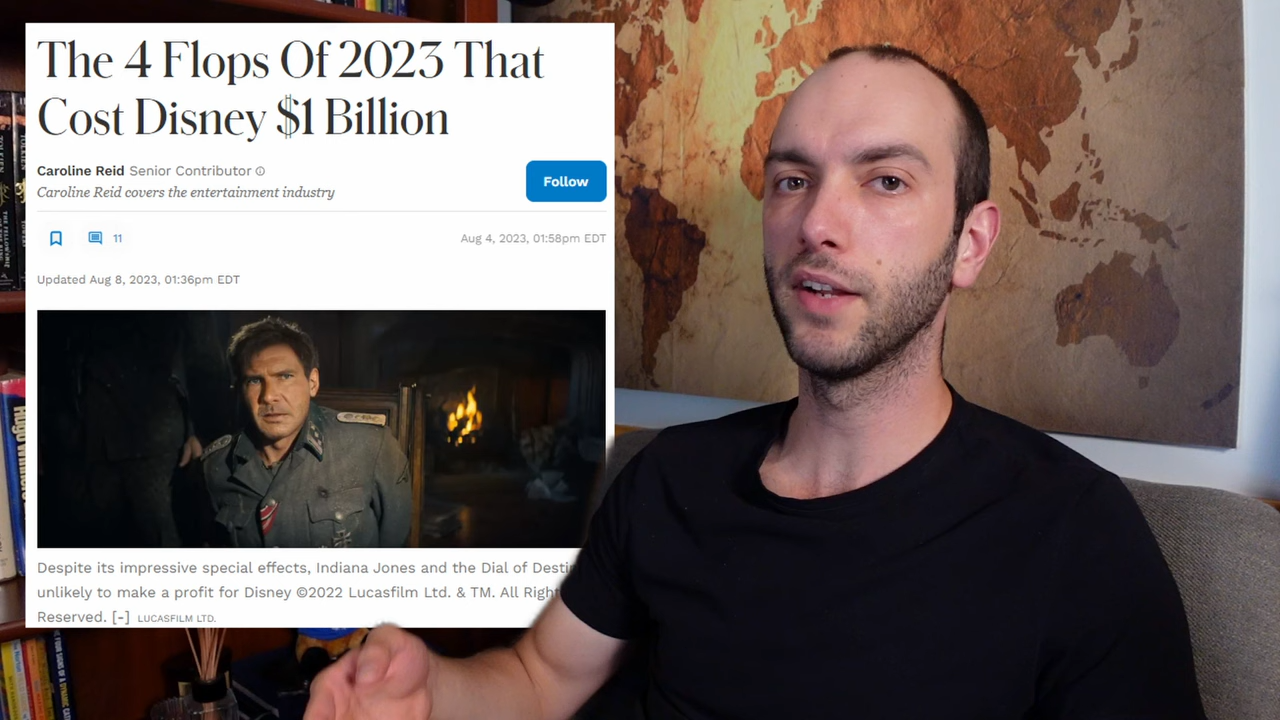 The 4 Flops Of 2023 That
Cost Disney $1 Billion
Caroline Reid Senior Contributor
Caroline Reid covers the entertainment industry
Follow
11
Aug 4, 2023, 01:58pm EDT
Updated Aug 8, 2023, 01:36pm EDT
Despite its impressive special effects, Indiana Jones and the Dial of
unlikely to make a profit for Disney ©2022 Lucasfilm Ltd. & TM. All
Reserved. [-] LUCASFILM LTD.